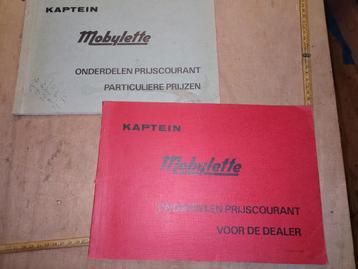 KAPTEIN
Mobylette
ONDERDELEN PRIJSCOURANT
PARTICULIERE PRIJZEN
KAPTEIN
Mobylette
ONDERDELEN PRIJSCOURANT
VOOR DE DEALER